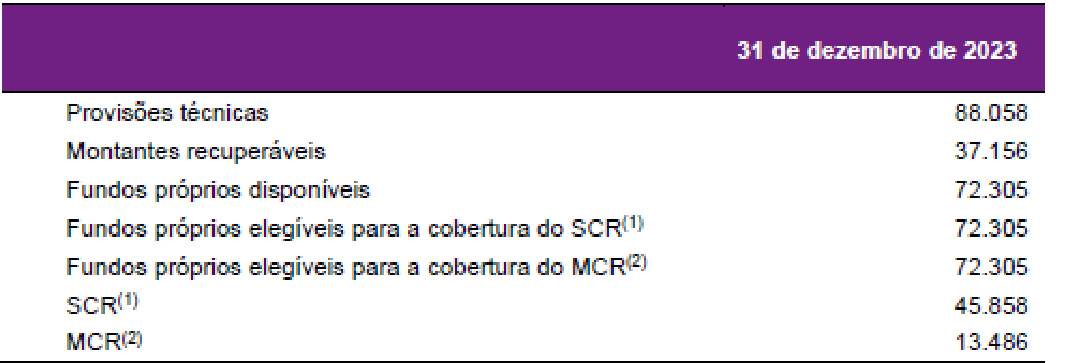 31 de dezembro de 2023
Provisões técnicas 88.058
Montantes recuperáveis 37.156
Fundos próprios disponíveis 72.305
Fundos próprios elegíveis para a cobertura do SCR(1) 72.305
Fundos próprios elegíveis para a cobertura do MCR(2) 72.305
SCR(1) 45.858
MCR(2) 13.486